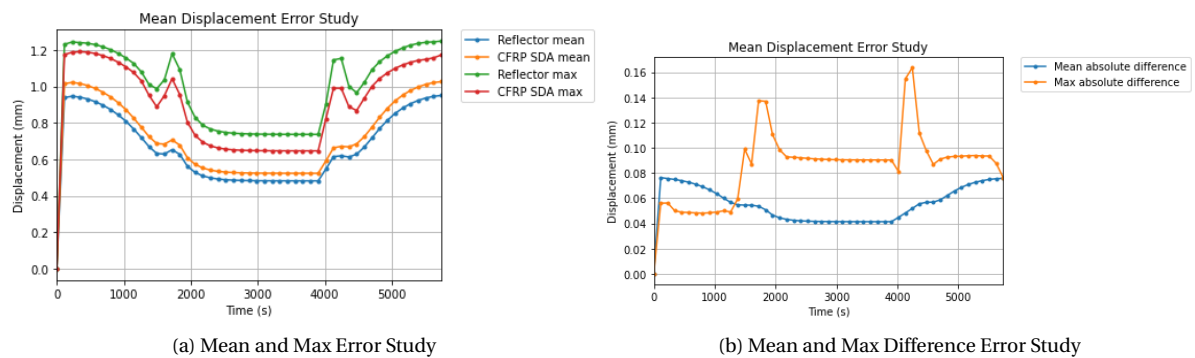 Mean Displacement Error Study
Displacement (mm)
1.2
1.0
0.8
0.6
0.4
0.2
0.0
0 1000 2000 3000 4000 5000
Time (s)
Reflector mean
CFRP SDA mean
Reflector max
CFRP SDA max
(a) Mean and Max Error Study
Mean Displacement Error Study
Displacement (mm)
0.16
0.14
0.12
0.10
0.08
0.06
0.04
0.02
0.00
0 1000 2000 3000 4000 5000
Time (s)
Mean absolute difference
Max absolute difference
(b) Mean and Max Difference Error Study